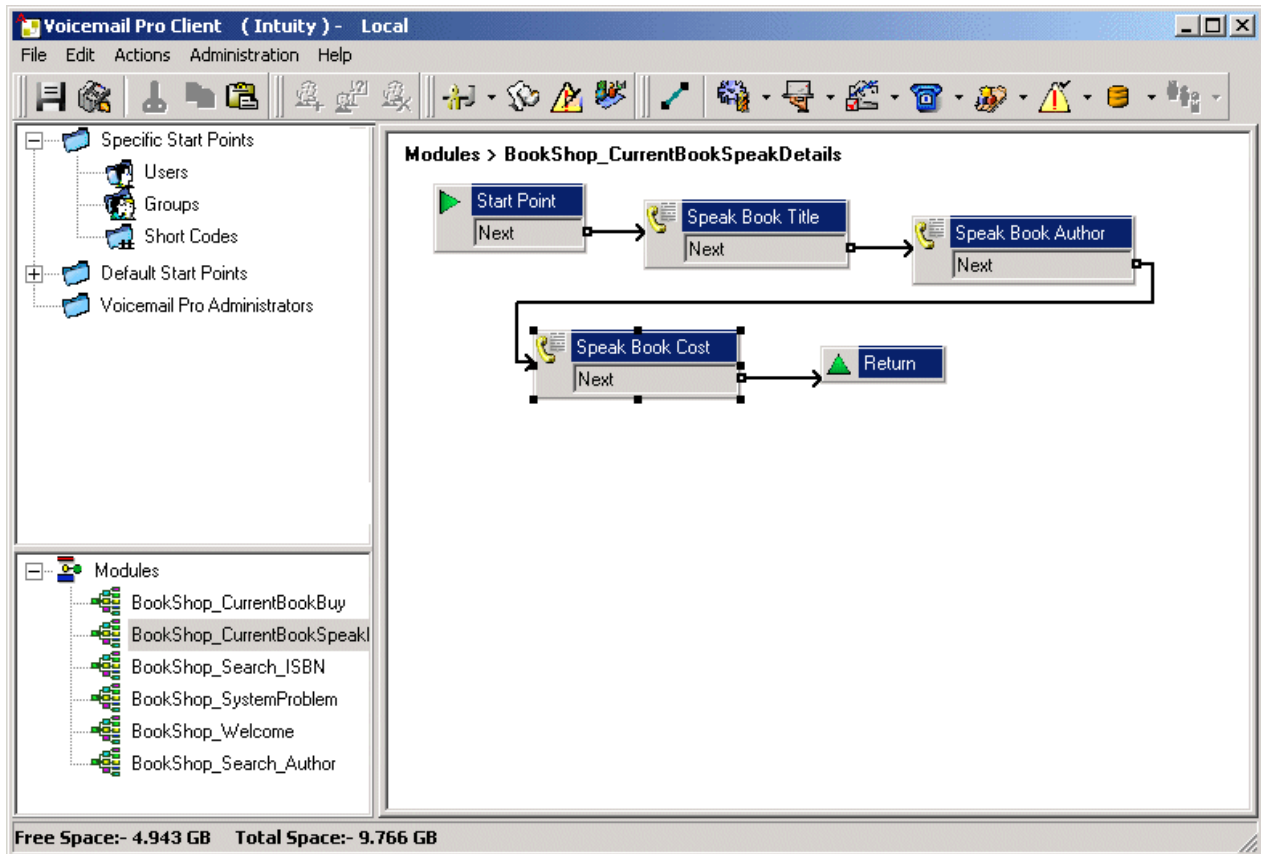 Voicemail Pro Client ( Intuity ) - Local
File Edit Actions Administration Help
Specific Start Points
Users
Groups
Short Codes
Default Start Points
Voicemail Pro Administrators
Modules > BookShop_CurrentBookSpeakDetails
Start Point
Next
Speak Book Title
Next
Speak Book Author
Next
Speak Book Cost
Next
Return
Modules
BookShop_CurrentBookBuy
BookShop_CurrentBookSpeakl
BookShop_Search_ISBN
BookShop_SystemProblem
BookShop_Welcome
BookShop_Search_Author
Free Space:- 4.943 GB Total Space:- 9.766 GB